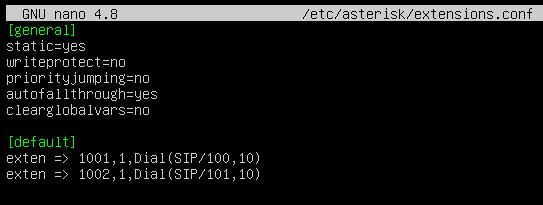 GNU nano 4.8 /etc/asterisk/extensions.conf
[general]
static=yes
writeprotect=no
priorityjumping=no
autofallthrough=yes
clearglobalvars=no
[default]
exten => 1001,1,Dial(SIP/100,10)
exten => 1002,1,Dial(SIP/101,10)